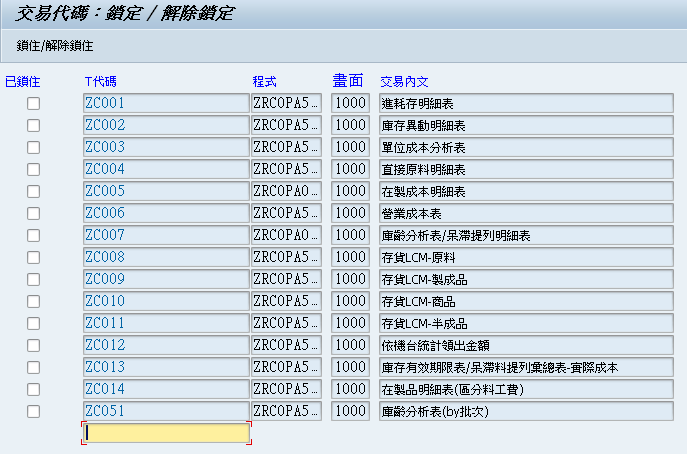 交易代碼：鎖定 / 解除鎖定
鎖住/解除鎖住
已鎖住 T代碼 程式 畫面 交易內文
ZC001 ZRCOPA5… 1000 進耗存明細表
ZC002 ZRCOPA5… 1000 庫存異動明細表
ZC003 ZRCOPA5… 1000 單位成本分析表
ZC004 ZRCOPA5… 1000 直接原料明細表
ZC005 ZRCOPA0… 1000 在製成本明細表
ZC006 ZRCOPA5… 1000 營業成本表
ZC007 ZRCOPA0… 1000 庫齡分析表/呆滯提列明細表
ZC008 ZRCOPA5… 1000 存貨LCM-原料
ZC009 ZRCOPA5… 1000 存貨LCM-製成品
ZC010 ZRCOPA5… 1000 存貨LCM-商品
ZC011 ZRCOPA5… 1000 存貨LCM-半成品
ZC012 ZRCOPA5… 1000 依機台統計領出金額
ZC013 ZRCOPA5… 1000 庫存有效期限表/呆滯料提列彙總表-實際成本
ZC014 ZRCOPA5… 1000 在製品明細表(區分料工費)
ZC051 ZRCOPA5… 1000 庫齡分析表(by批次)